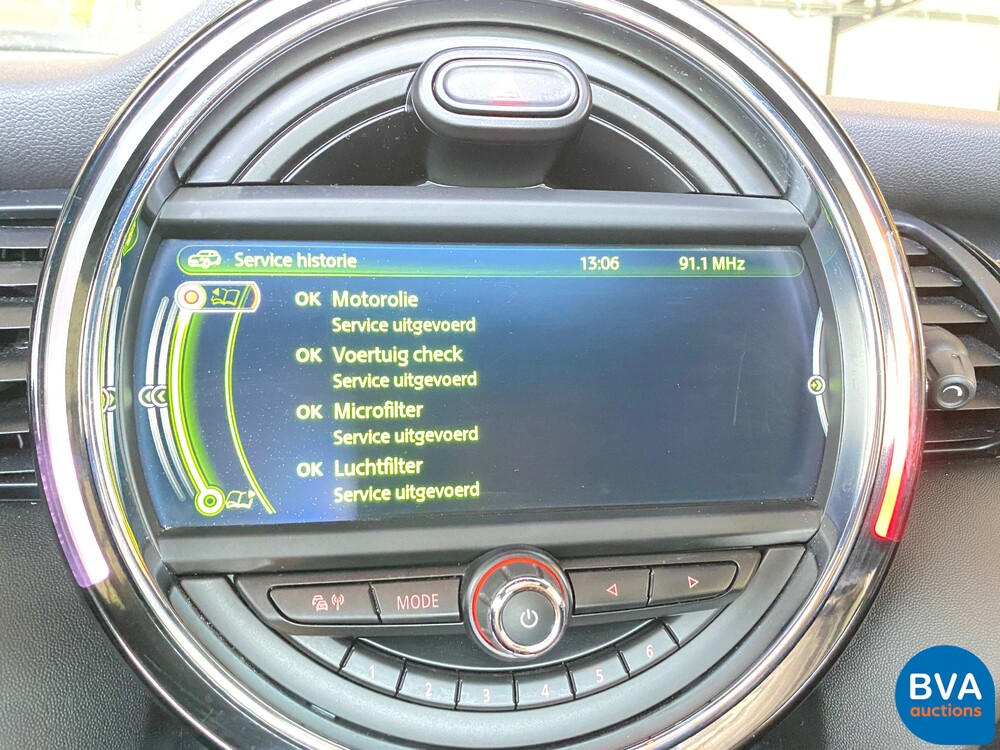 Service historie 13:06 91.1 MHz
OK Motorolie
Service uitgevoerd
OK Voertuig check
Service uitgevoerd
OK Microfilter
Service uitgevoerd
OK Luchtfilter
Service uitgevoerd
MODE
1 2 3 4 5 6
BVA
auctions